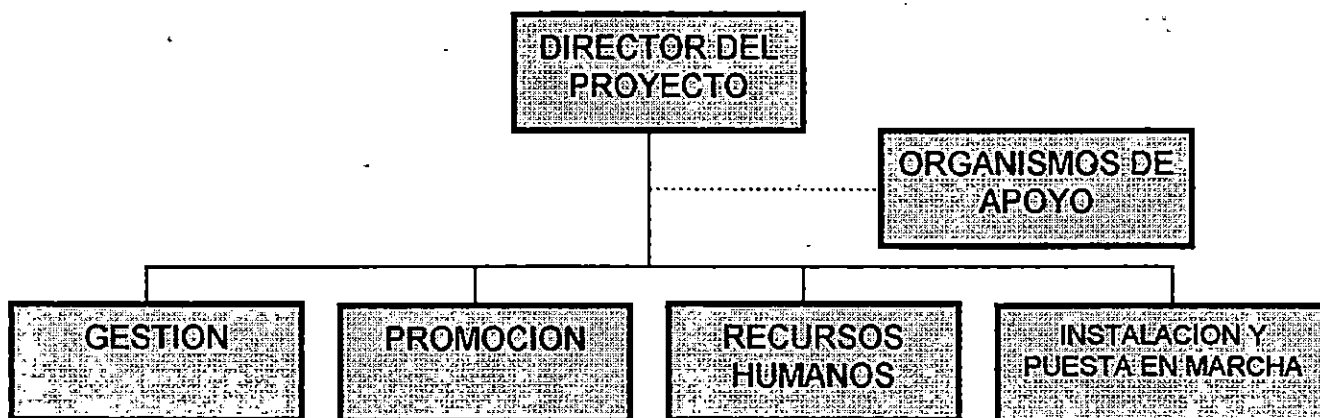 DIRECTOR DEL
PROYECTO
ORGANISMOS DE
APOYO
GESTION
PROMOCION
RECURSOS
HUMANOS
INSTALACION Y
PUESTA EN MARCHA